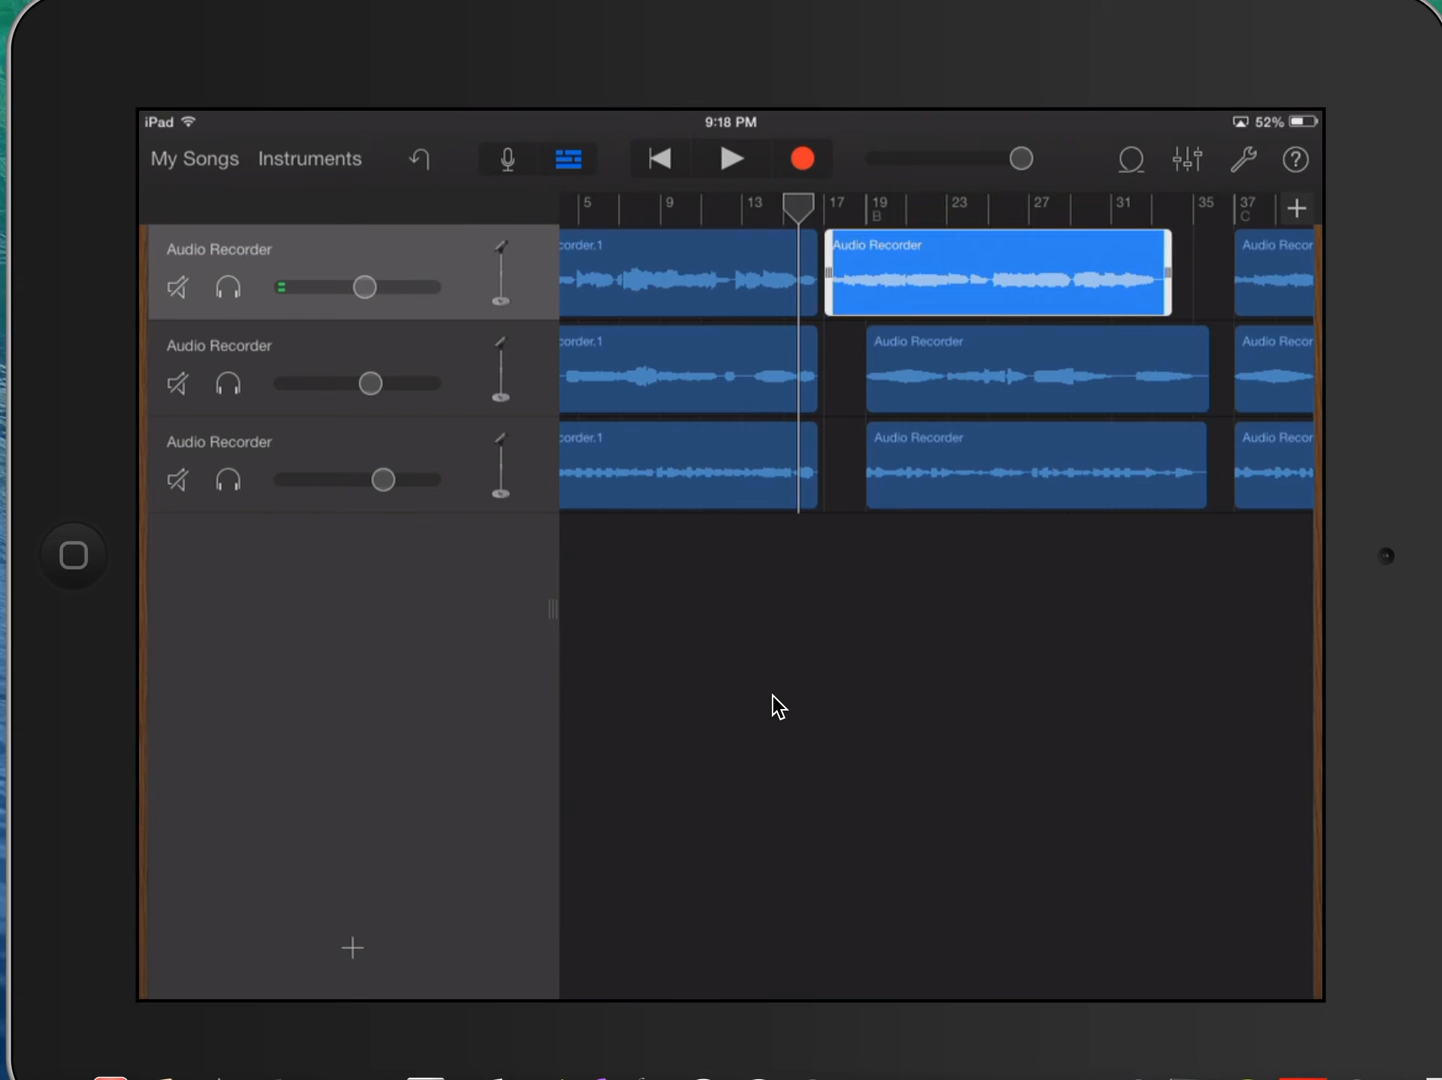 iPad 9:18 PM 52%
My Songs Instruments ?
5 9 13 17 19 23 27 31 35 37 +
B C
Audio Recorder
corder.1 Audio Recorder Audio Recor
Audio Recorder
corder.1 Audio Recorder Audio Recor
Audio Recorder
corder.1 Audio Recorder Audio Recor